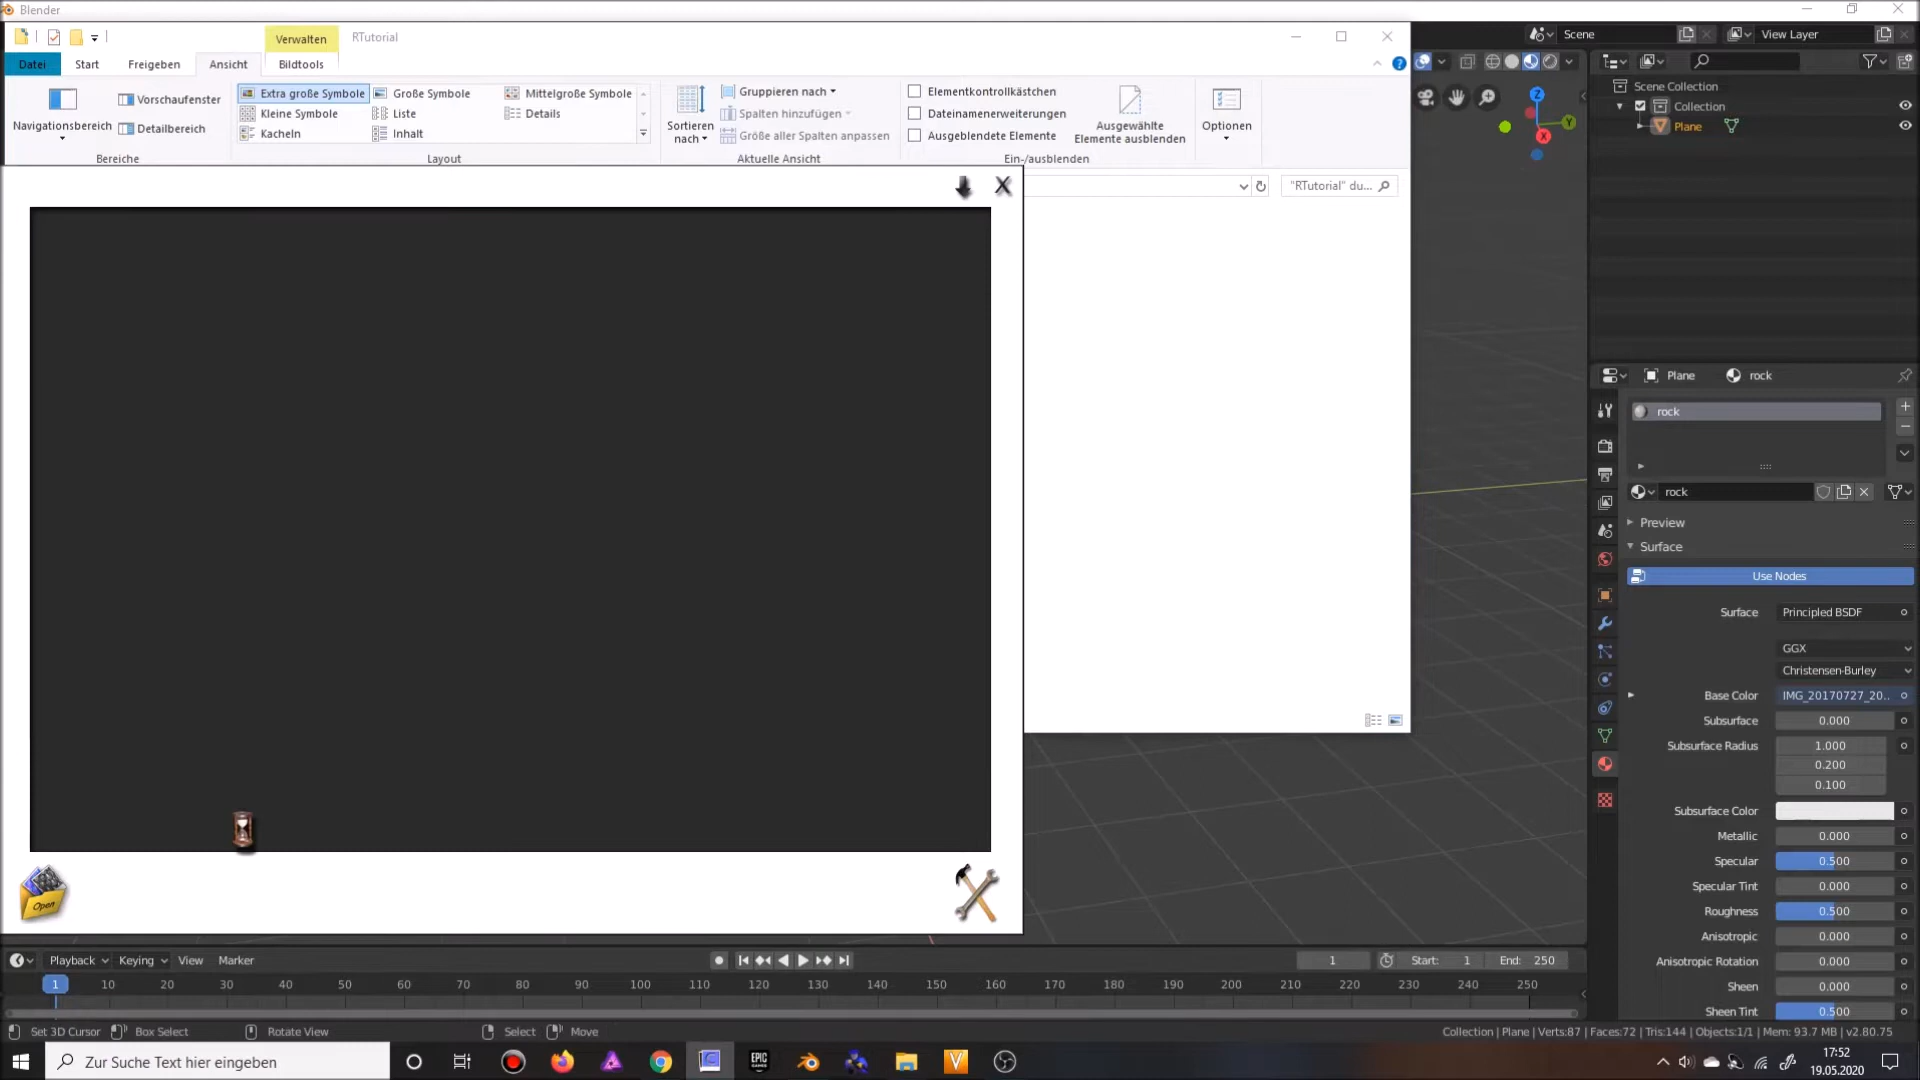 Blender
Verwalten RTutorial
Datei Start Freigeben Ansicht Bildtools
Navigationsbereich
Vorschaufenster
Detailbereich
Bereiche
Extra große Symbole Große Symbole Mittelgroße Symbole
Kleine Symbole Liste Details
Kacheln Inhalt
Layout
Sortieren
nach
Gruppieren nach
Spalten hinzufügen
Größe aller Spalten anpassen
Aktuelle Ansicht
Elementkontrollkästchen
Dateinamenerweiterungen
Ausgeblendete Elemente
Ausgewählte
Elemente ausblenden
Ein-/ausblenden
Optionen
"RTutorial" du...
X
Open
Scene View Layer
Z
Y
X
Scene Collection
Collection
Plane
Plane rock
rock
rock
Preview
Surface
Use Nodes
Surface Principled BSDF
GGX
Christensen-Burley
Base Color IMG_20170727_20..
Subsurface 0.000
Subsurface Radius 1.000
0.200
0.100
Subsurface Color
Metallic 0.000
Specular 0.500
Specular Tint 0.000
Roughness 0.500
Anisotropic 0.000
Anisotropic Rotation 0.000
Sheen 0.000
Sheen Tint 0.500
Playback Keying View Marker 1 Start: 1 End: 250
1 10 20 30 40 50 60 70 80 90 100 110 120 130 140 150 160 170 180 190 200 210 220 230 240 250
Set 3D Cursor Box Select Rotate View Select Move
Collection | Plane | Verts:87 | Faces:72 | Tris:144 | Objects:1/1 | Mem: 93.7 MB | v2.80.75
Zur Suche Text hier eingeben
EPIC
GAMES
V
17:52
19.05.2020